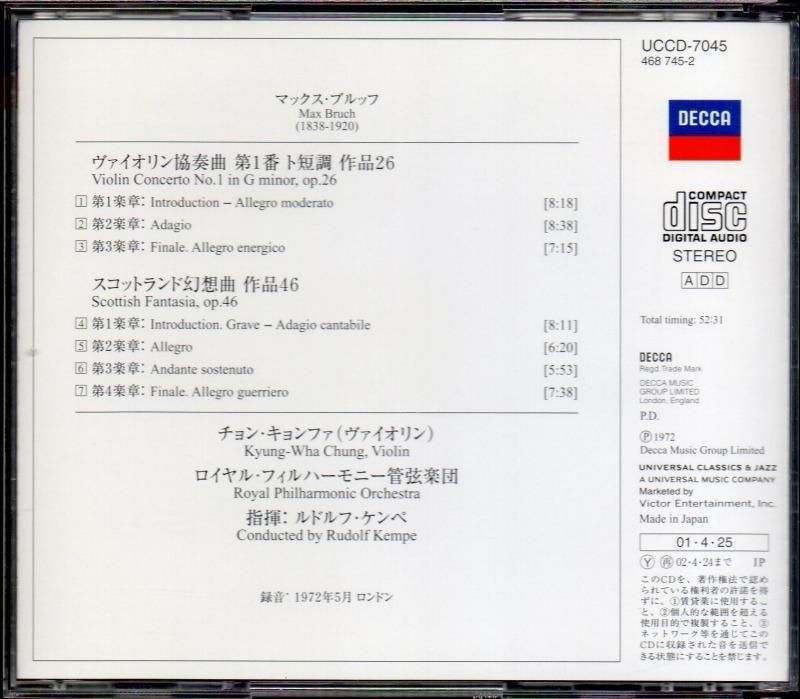 マックス・ブルッフ
Max Bruch
(1838-1920)
ヴァイオリン協奏曲 第1番 ト短調 作品26
Violin Concerto No.1 in G minor, op.26
1 第1楽章: Introduction – Allegro moderato [8:18]
2 第2楽章: Adagio [8:38]
3 第3楽章: Finale. Allegro energico [7:15]
スコットランド幻想曲 作品46
Scottish Fantasia, op.46
4 第1楽章: Introduction. Grave – Adagio cantabile [8:11]
5 第2楽章: Allegro [6:20]
6 第3楽章: Andante sostenuto [5:53]
7 第4楽章: Finale. Allegro guerriero [7:38]
チョン・キョンファ(ヴァイオリン)
Kyung-Wha Chung, Violin
ロイヤル・フィルハーモニー管弦楽団
Royal Philharmonic Orchestra
指揮: ルドルフ・ケンペ
Conducted by Rudolf Kempe
録音: 1972年5月 ロンドン
UCCD-7045
468 745-2
DECCA
COMPACT
disc
DIGITAL AUDIO
STEREO
ADD
Total timing: 52:31
DECCA
Regd. Trade Mark
DECCA MUSIC
GROUP LIMITED
London, England
P.D.
Ⓟ1972
Decca Music Group Limited
UNIVERSAL CLASSICS & JAZZ
A UNIVERSAL MUSIC COMPANY
Marketed by
Victor Entertainment, Inc.
Made in Japan
01・4・25
Ⓨ 再 02・4・24まで 1P
このCDを、著作権法で認め
られている権利者の許諾を得
ずに、①賃貸業に使用するこ
と、②個人的な範囲を超える
使用目的で複製すること、③
ネットワーク等を通じてこの
CDに収録された音を送信で
きる状態にすることを禁じます。